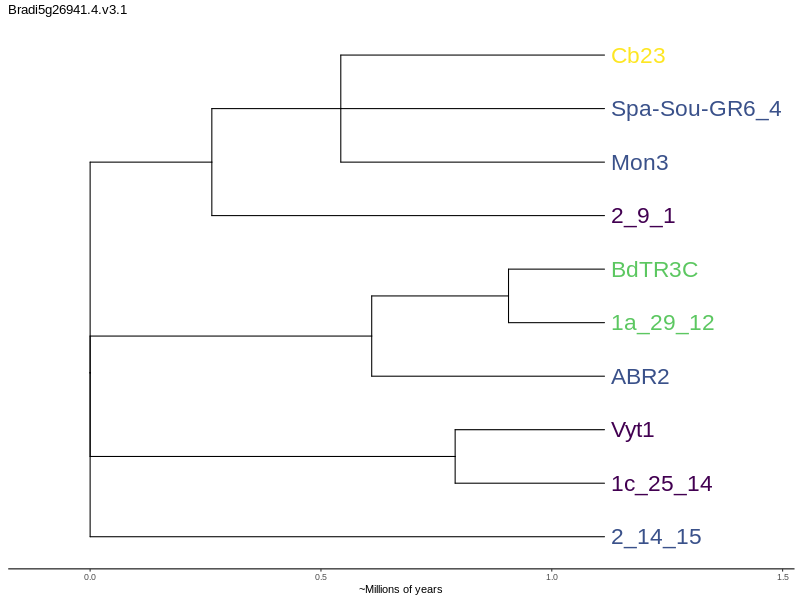 Bradi5g26941.4.v3.1
Cb23
Spa-Sou-GR6_4
Mon3
2_9_1
BdTR3C
1a_29_12
ABR2
Vyt1
1c_25_14
2_14_15
0.0 0.5 1.0 1.5
~Millions of years